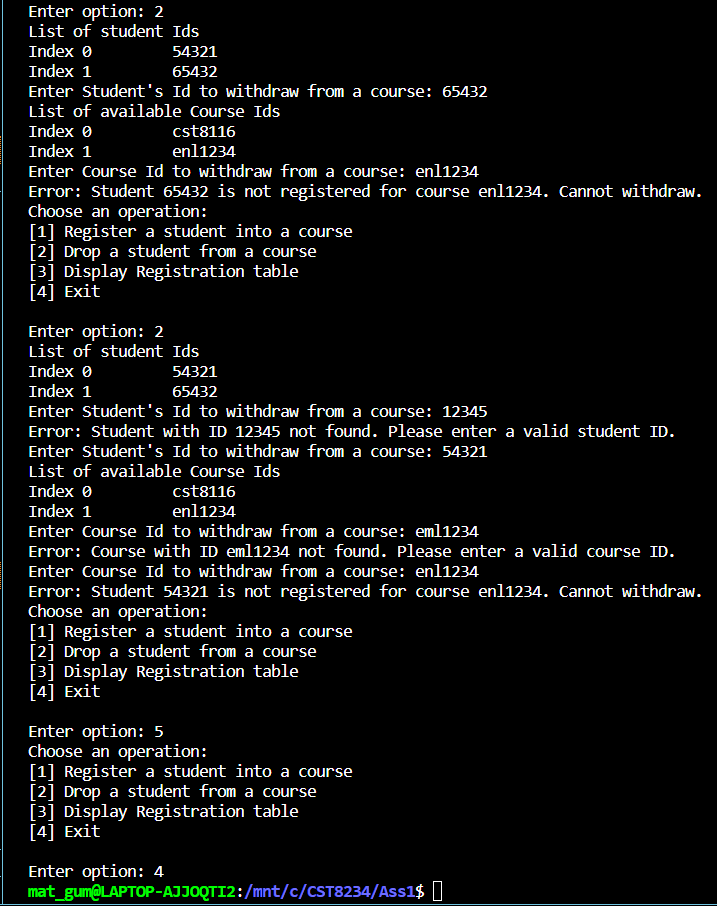 Enter option: 2
List of student Ids
Index 0         54321
Index 1         65432
Enter Student's Id to withdraw from a course: 65432
List of available Course Ids
Index 0         cst8116
Index 1         enl1234
Enter Course Id to withdraw from a course: enl1234
Error: Student 65432 is not registered for course enl1234. Cannot withdraw.
Choose an operation:
[1] Register a student into a course
[2] Drop a student from a course
[3] Display Registration table
[4] Exit

Enter option: 2
List of student Ids
Index 0         54321
Index 1         65432
Enter Student's Id to withdraw from a course: 12345
Error: Student with ID 12345 not found. Please enter a valid student ID.
Enter Student's Id to withdraw from a course: 54321
List of available Course Ids
Index 0         cst8116
Index 1         enl1234
Enter Course Id to withdraw from a course: eml1234
Error: Course with ID eml1234 not found. Please enter a valid course ID.
Enter Course Id to withdraw from a course: enl1234
Error: Student 54321 is not registered for course enl1234. Cannot withdraw.
Choose an operation:
[1] Register a student into a course
[2] Drop a student from a course
[3] Display Registration table
[4] Exit

Enter option: 5
Choose an operation:
[1] Register a student into a course
[2] Drop a student from a course
[3] Display Registration table
[4] Exit

Enter option: 4
mat_gum@LAPTOP-AJJOQTI2:/mnt/c/CST8234/Ass1$